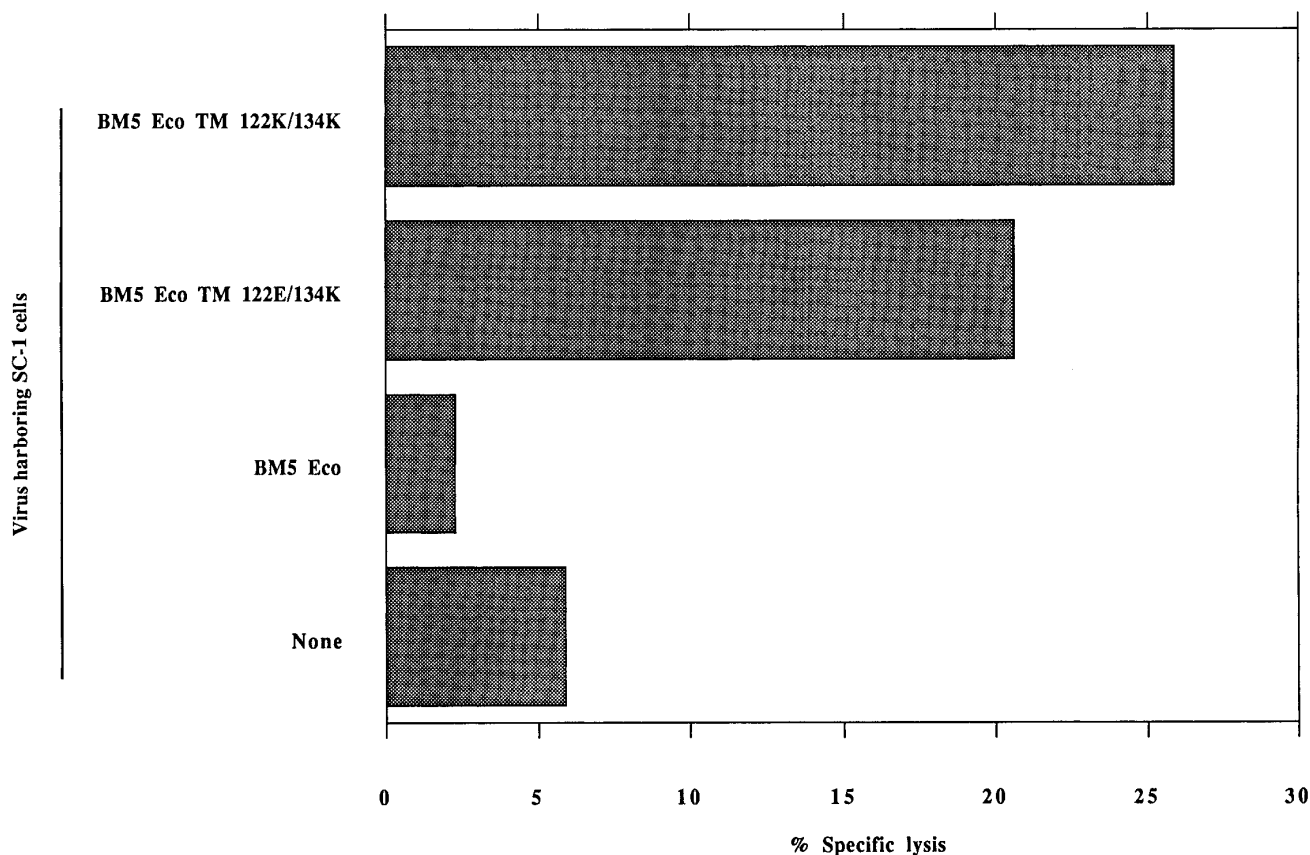 Virus harboring SC-1 cells
BM5 Eco TM 122K/134K
BM5 Eco TM 122E/134K
BM5 Eco
None
0 5 10 15 20 25 30
% Specific lysis